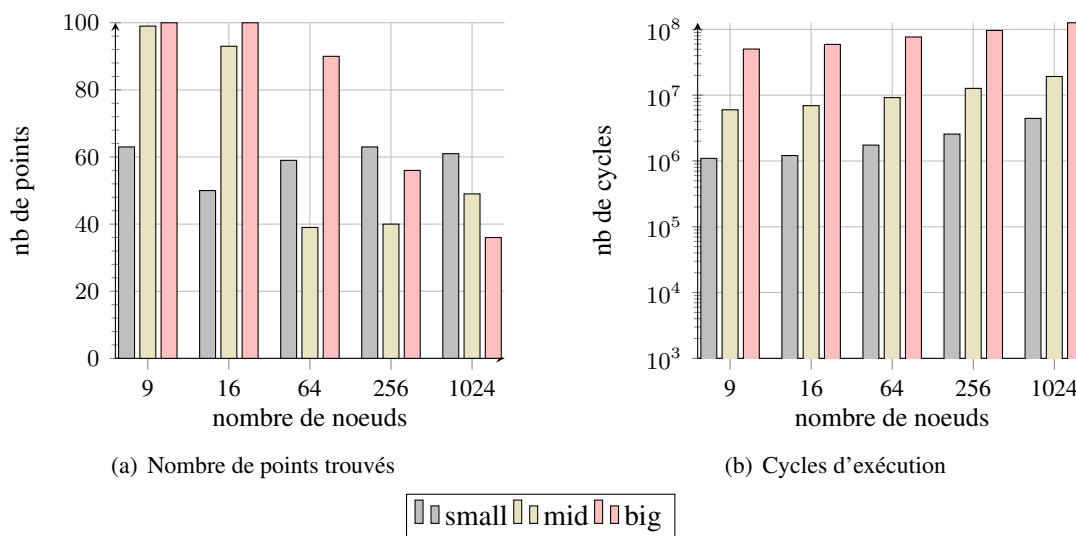 100
80
60
40
20
0
nb de points
9 16 64 256 1024
nombre de noeuds
(a) Nombre de points trouvés
10^8
10^7
10^6
10^5
10^4
10^3
nb de cycles
9 16 64 256 1024
nombre de noeuds
(b) Cycles d'exécution
small mid big